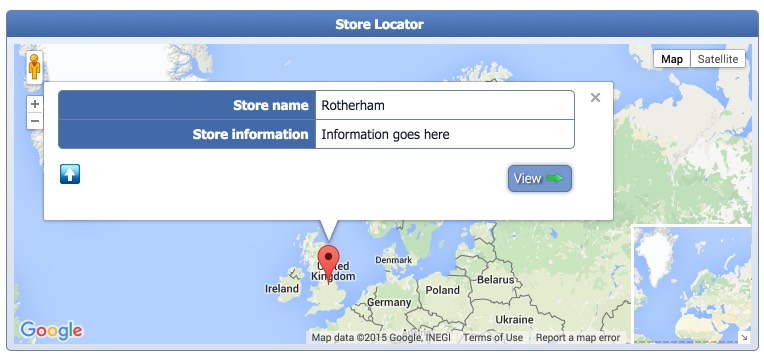 Store Locator
Map Satellite
+
−
×
Store name Rotherham
Store information Information goes here
View
United
Kingdom
Ireland
Denmark
Belarus
Poland
Germany
Ukraine
Google
Map data ©2015 Google, INEGI Terms of Use Report a map error